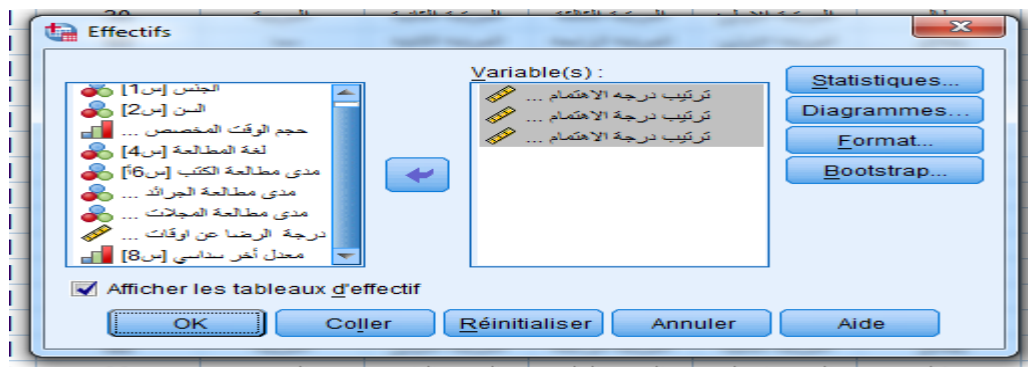 Effectifs
Variable(s) :
الجنس [س1]
السن [س2]
حجم الوقت المخصص ...
لغة المطالعة [س4]
مدى مطالعة الكتب [س6أ]
مدى مطالعة الجرائد ...
مدى مطالعة المجلات ...
درجة الرضا عن اوقات ...
معدل أخر سداسي [س8]
ترتيب درجه الاهتمام ...
ترتيب درجة الاهتمام ...
ترتيب درجة الاهتمام ...
Statistiques...
Diagrammes...
Format...
Bootstrap...
Afficher les tableaux d'effectif
OK Coller Réinitialiser Annuler Aide